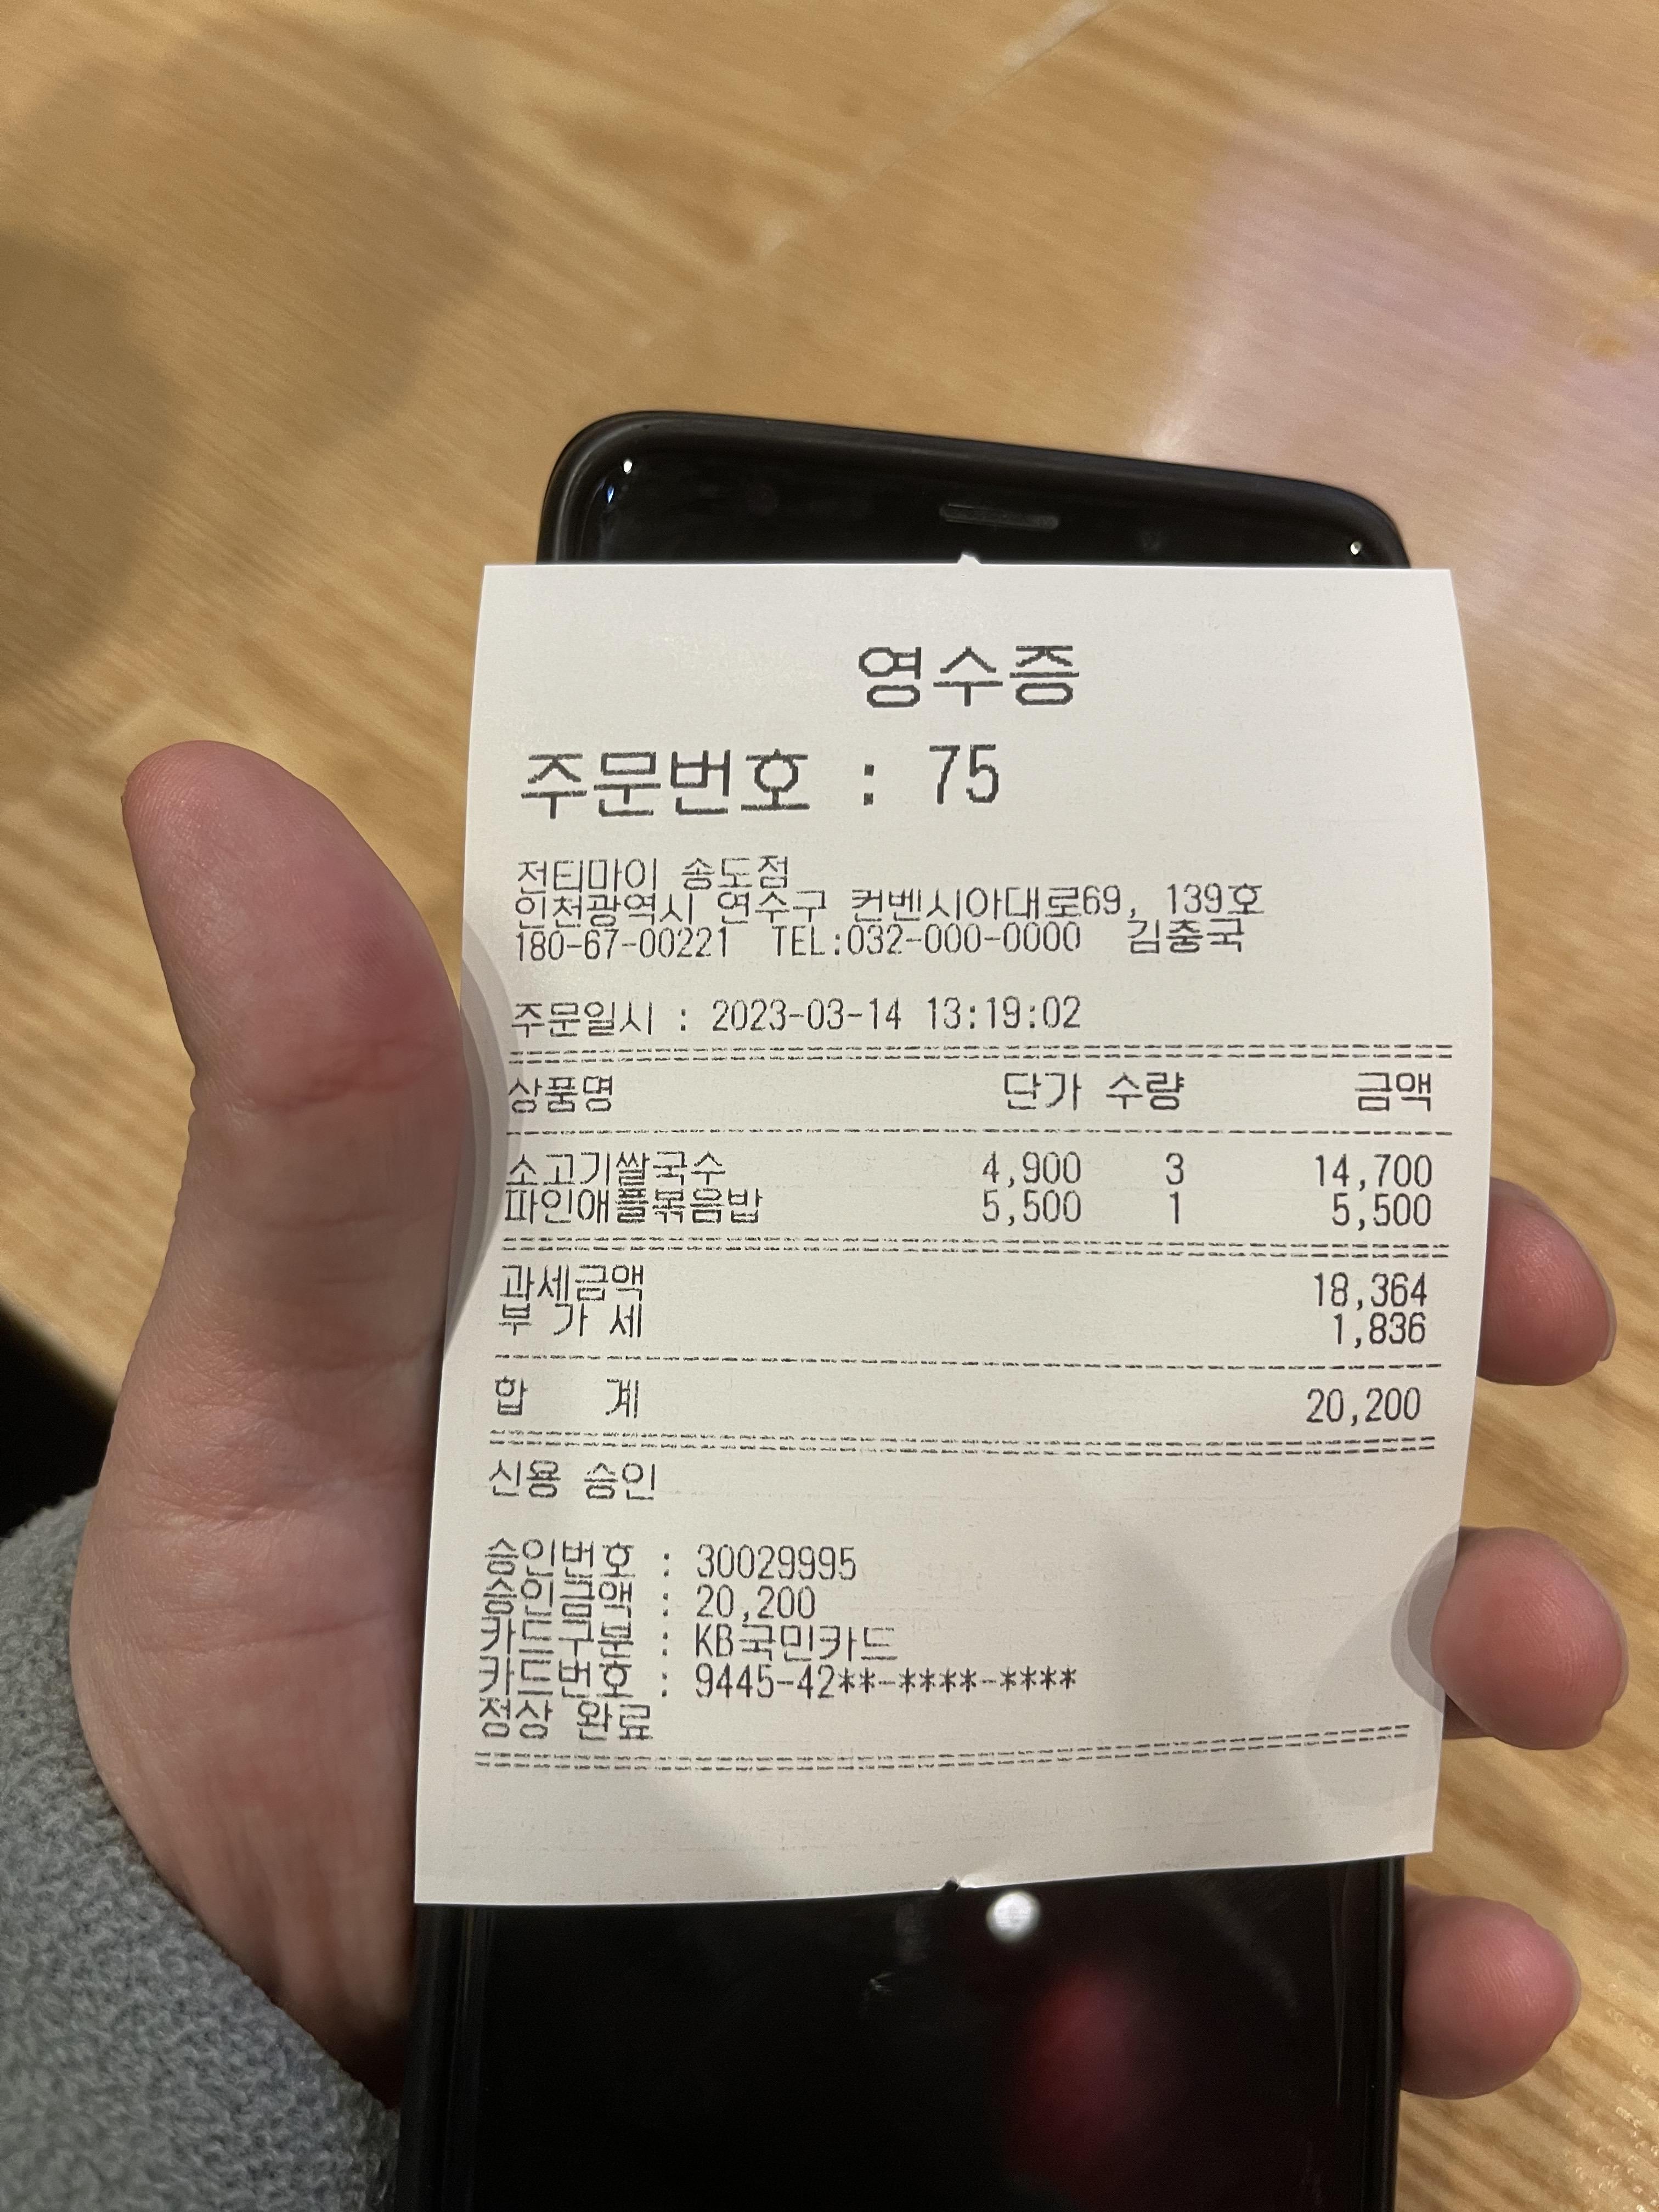 영수증
주문번호 : 75
전티마이 송도점
인천광역시 연수구 컨벤시아대로69, 139호
180-67-00221 TEL:032-000-0000 김충국
주문일시 : 2023-03-14 13:19:02
상품명 단가 수량 금액
소고기쌀국수 4,900 3 14,700
파인애플볶음밥 5,500 1 5,500
과세금액 18,364
부 가 세 1,836
합 계 20,200
신용 승인
승인번호 : 30029995
승인금액 : 20,200
카드구분 : KB국민카드
카드번호 : 9445-42**-****-****
정상 완료